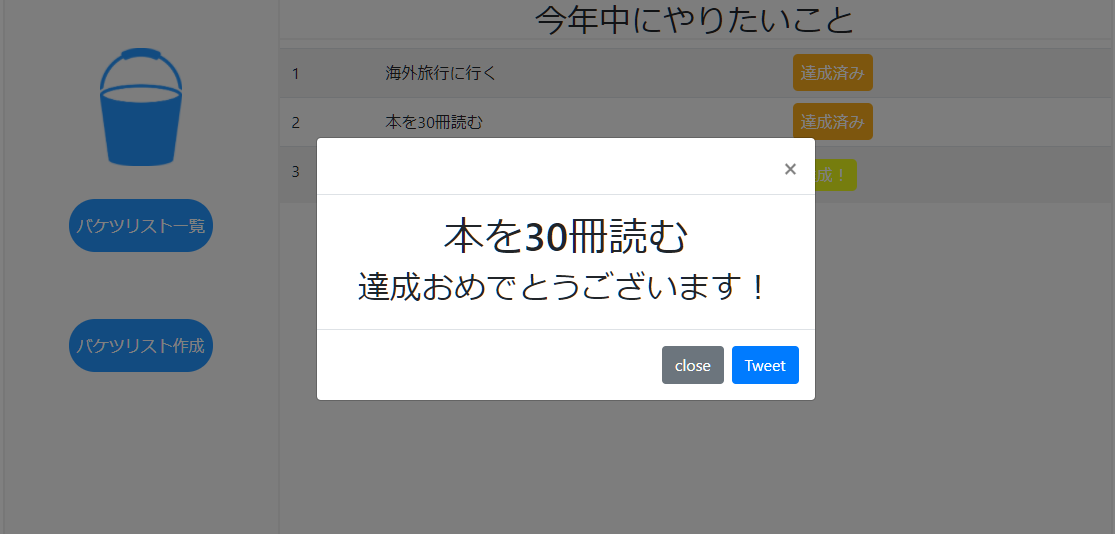 今年中にやりたいこと
1 海外旅行に行く 達成済み
2 本を30冊読む 達成済み
3 成！
バケツリスト一覧
バケツリスト作成
×
本を30冊読む
達成おめでとうございます！
close Tweet